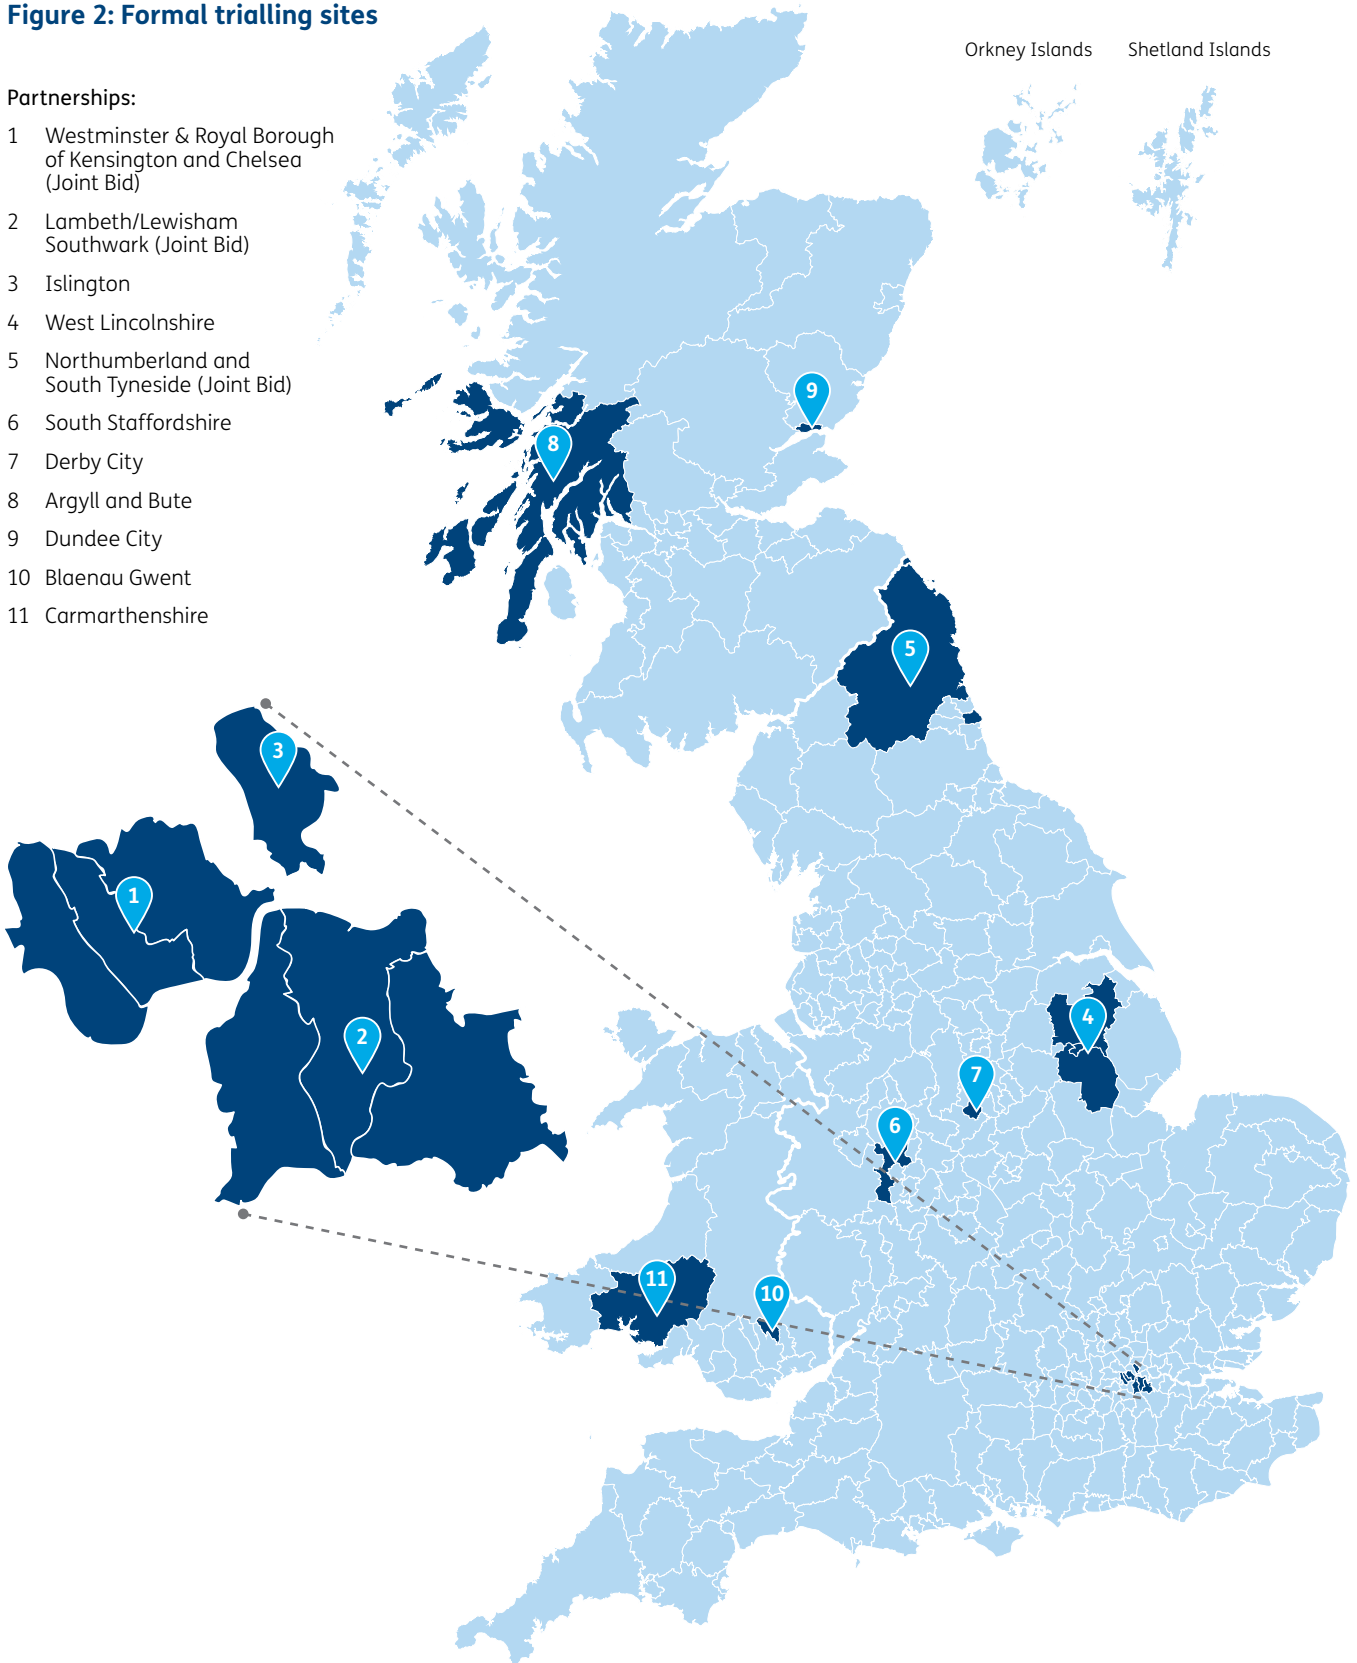 Figure 2: Formal trialling sites
Orkney Islands
Shetland Islands
Partnerships:
1 Westminster & Royal Borough
of Kensington and Chelsea
(Joint Bid)
2 Lambeth/Lewisham
Southwark (Joint Bid)
3 Islington
4 West Lincolnshire
5 Northumberland and
South Tyneside (Joint Bid)
6 South Staffordshire
7 Derby City
8 Argyll and Bute
9 Dundee City
10 Blaenau Gwent
11 Carmarthenshire
9
8
5
3
1
4
2
7
6
11
10